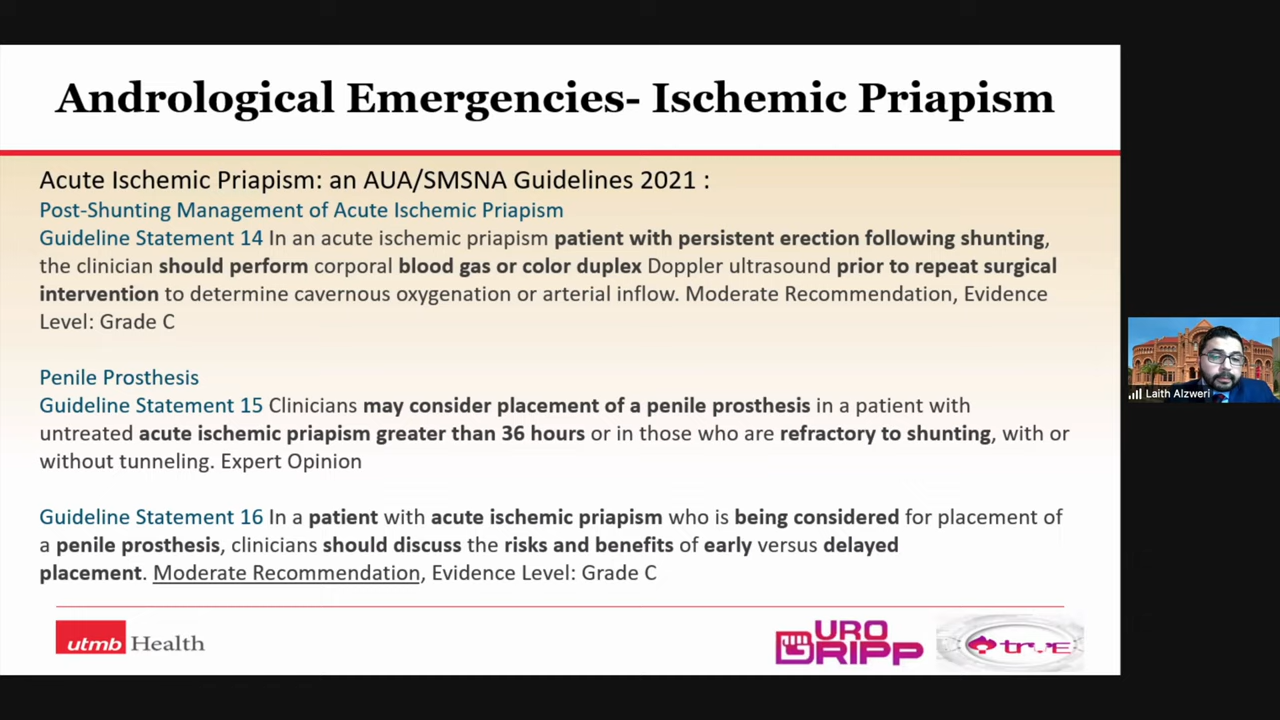 Andrological Emergencies- Ischemic Priapism
Acute Ischemic Priapism: an AUA/SMSNA Guidelines 2021 :
Post-Shunting Management of Acute Ischemic Priapism
Guideline Statement 14 In an acute ischemic priapism patient with persistent erection following shunting,
the clinician should perform corporal blood gas or color duplex Doppler ultrasound prior to repeat surgical
intervention to determine cavernous oxygenation or arterial inflow. Moderate Recommendation, Evidence
Level: Grade C
Penile Prosthesis
Guideline Statement 15 Clinicians may consider placement of a penile prosthesis in a patient with
untreated acute ischemic priapism greater than 36 hours or in those who are refractory to shunting, with or
without tunneling. Expert Opinion
Guideline Statement 16 In a patient with acute ischemic priapism who is being considered for placement of
a penile prosthesis, clinicians should discuss the risks and benefits of early versus delayed
placement. Moderate Recommendation, Evidence Level: Grade C
Laith Alzweri
utmb Health
URO
GRIPP
trUE